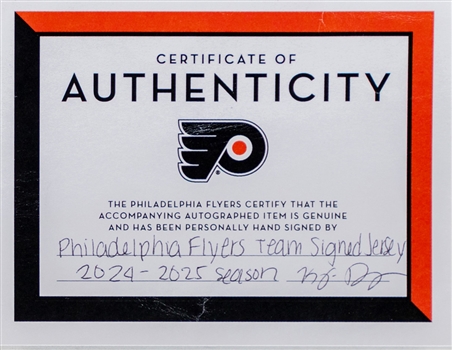 CERTIFICATE OF
AUTHENTICITY
THE PHILADELPHIA FLYERS CERTIFY THAT THE
ACCOMPANYING AUTOGRAPHED ITEM IS GENUINE
AND HAS BEEN PERSONALLY HAND SIGNED BY
Philadelphia Flyers Team Signed Jersey
2024-2025 season